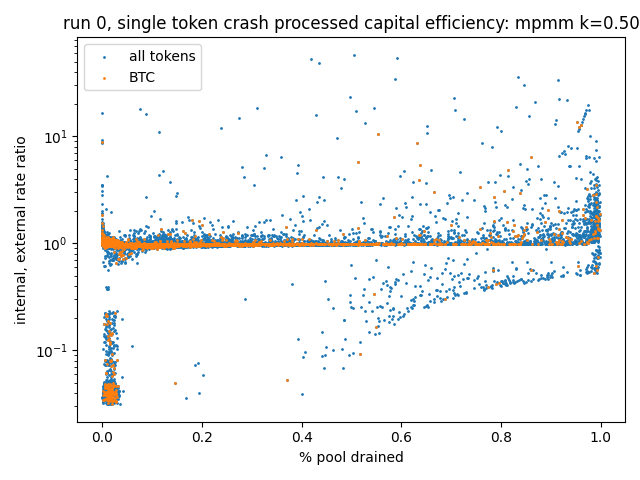 run 0, single token crash processed capital efficiency: mpmm k=0.50
all tokens
BTC
10¹
10⁰
10⁻¹
internal, external rate ratio
0.0 0.2 0.4 0.6 0.8 1.0
% pool drained